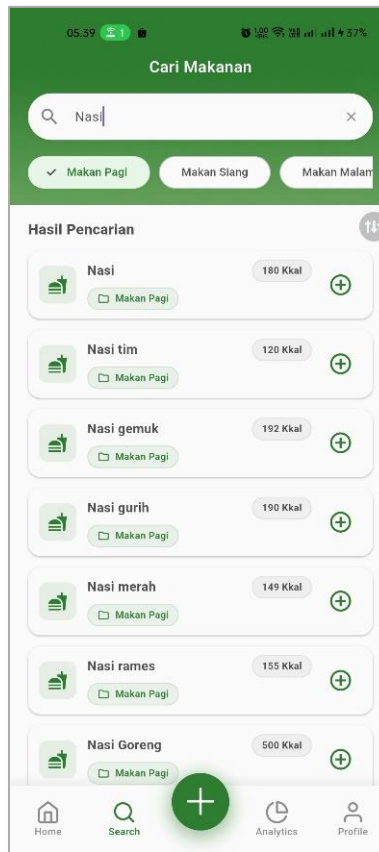 05.39 1 37%
Cari Makanan
Nasi
Makan Pagi Makan Siang Makan Malam
Hasil Pencarian
Nasi 180 Kkal
Makan Pagi
Nasi tim 120 Kkal
Makan Pagi
Nasi gemuk 192 Kkal
Makan Pagi
Nasi gurih 190 Kkal
Makan Pagi
Nasi merah 149 Kkal
Makan Pagi
Nasi rames 155 Kkal
Makan Pagi
Nasi Goreng 500 Kkal
Makan Pagi
Home Search Analytics Profile